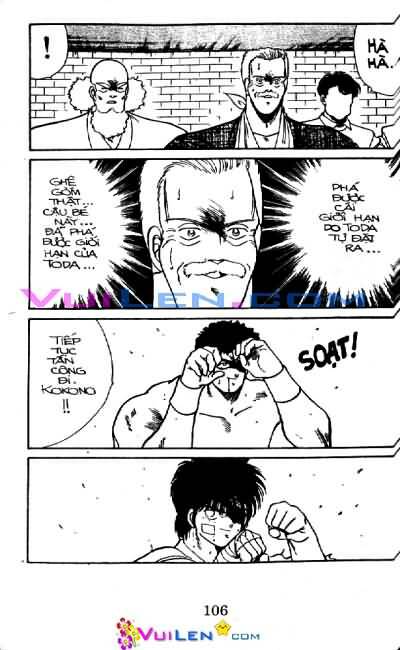 HÀ
HÃ.
!
PHÁ
ĐƯỢC
CÁI
GIỚI HẠN
DO TODA
TỰ ĐẶT
RA...
GHÊ
GỚM
THẬT...
CẬU BÉ
NÀY...
ĐÃ PHÁ
ĐƯỢC GIỚI
HẠN CỦA
TODA...
VUILEN.COM
SOẠT!
TIẾP
TỤC
TẤN
CÔNG
ĐI.
KOKONO
!!
106
VUILEN.COM